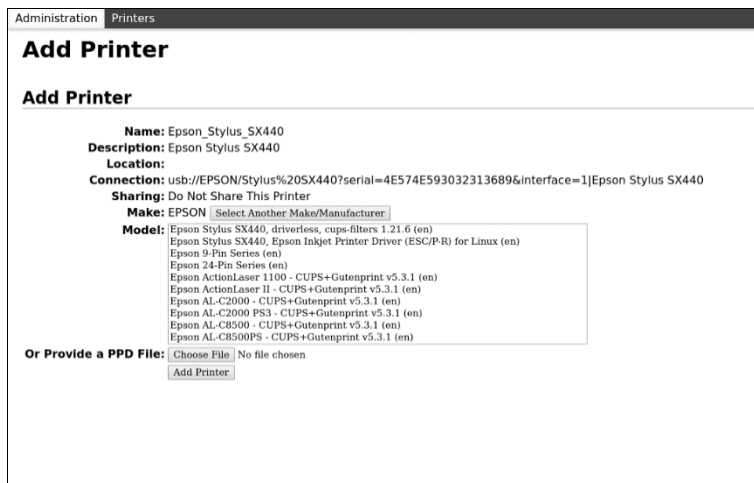 Administration Printers
Add Printer
Add Printer
Name: Epson_Stylus_SX440
Description: Epson Stylus SX440
Location:
Connection: usb://EPSON/Stylus%20SX440?serial=4E574E593032313689&interface=1|Epson Stylus SX440
Sharing: Do Not Share This Printer
Make: EPSON Select Another Make/Manufacturer
Model: Epson Stylus SX440, driverless, cups-filters 1.21.6 (en)
Epson Stylus SX440, Epson Inkjet Printer Driver (ESC/P-R) for Linux (en)
Epson 9-Pin Series (en)
Epson 24-Pin Series (en)
Epson ActionLaser 1100 - CUPS+Gutenprint v5.3.1 (en)
Epson ActionLaser II - CUPS+Gutenprint v5.3.1 (en)
Epson AL-C2000 - CUPS+Gutenprint v5.3.1 (en)
Epson AL-C2000 PS3 - CUPS+Gutenprint v5.3.1 (en)
Epson AL-C8500 - CUPS+Gutenprint v5.3.1 (en)
Epson AL-C8500PS - CUPS+Gutenprint v5.3.1 (en)
Or Provide a PPD File: Choose File No file chosen
Add Printer